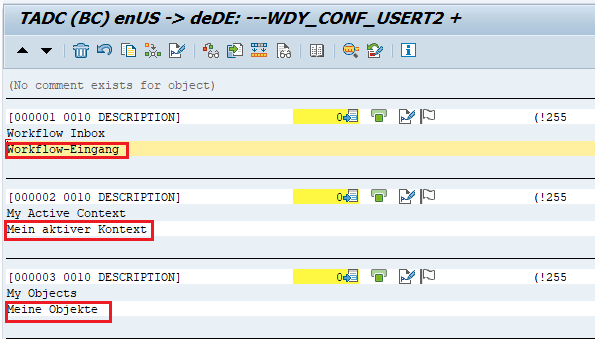 TADC (BC) enUS -> deDE: ---WDY_CONF_USERT2 +
(No comment exists for object)
[000001 0010 DESCRIPTION] 0 (!255
Workflow Inbox
Workflow-Eingang
[000002 0010 DESCRIPTION] 0 (!255
My Active Context
Mein aktiver Kontext
[000003 0010 DESCRIPTION] 0 (!255
My Objects
Meine Objekte